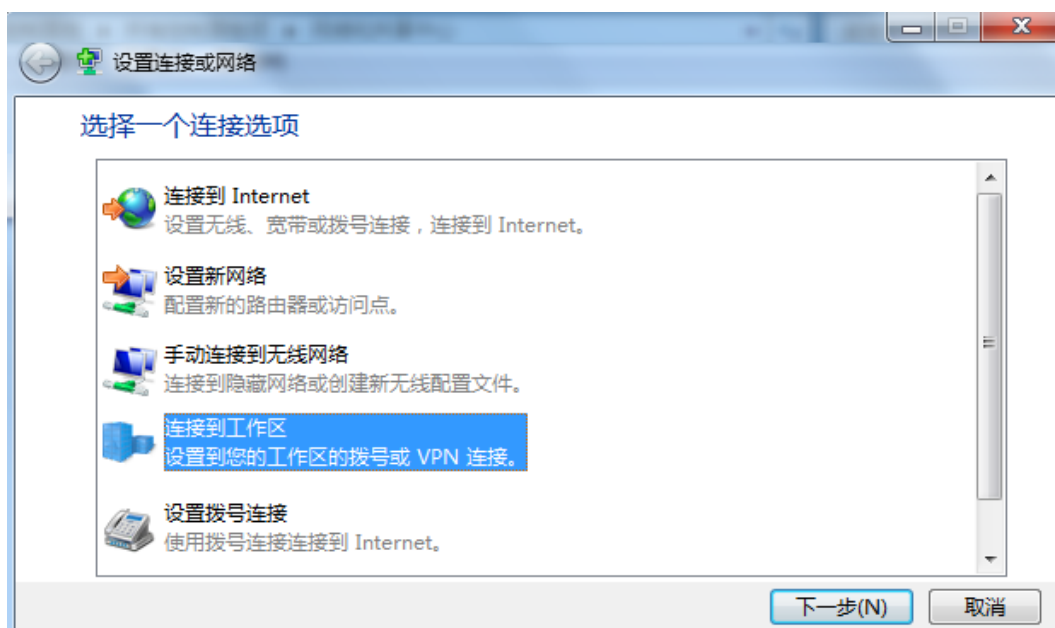 设置连接或网络
选择一个连接选项
连接到 Internet
设置无线、宽带或拨号连接，连接到 Internet。
设置新网络
配置新的路由器或访问点。
手动连接到无线网络
连接到隐藏网络或创建新无线配置文件。
连接到工作区
设置到您的工作区的拨号或 VPN 连接。
设置拨号连接
使用拨号连接连接到 Internet。
下一步(N)
取消